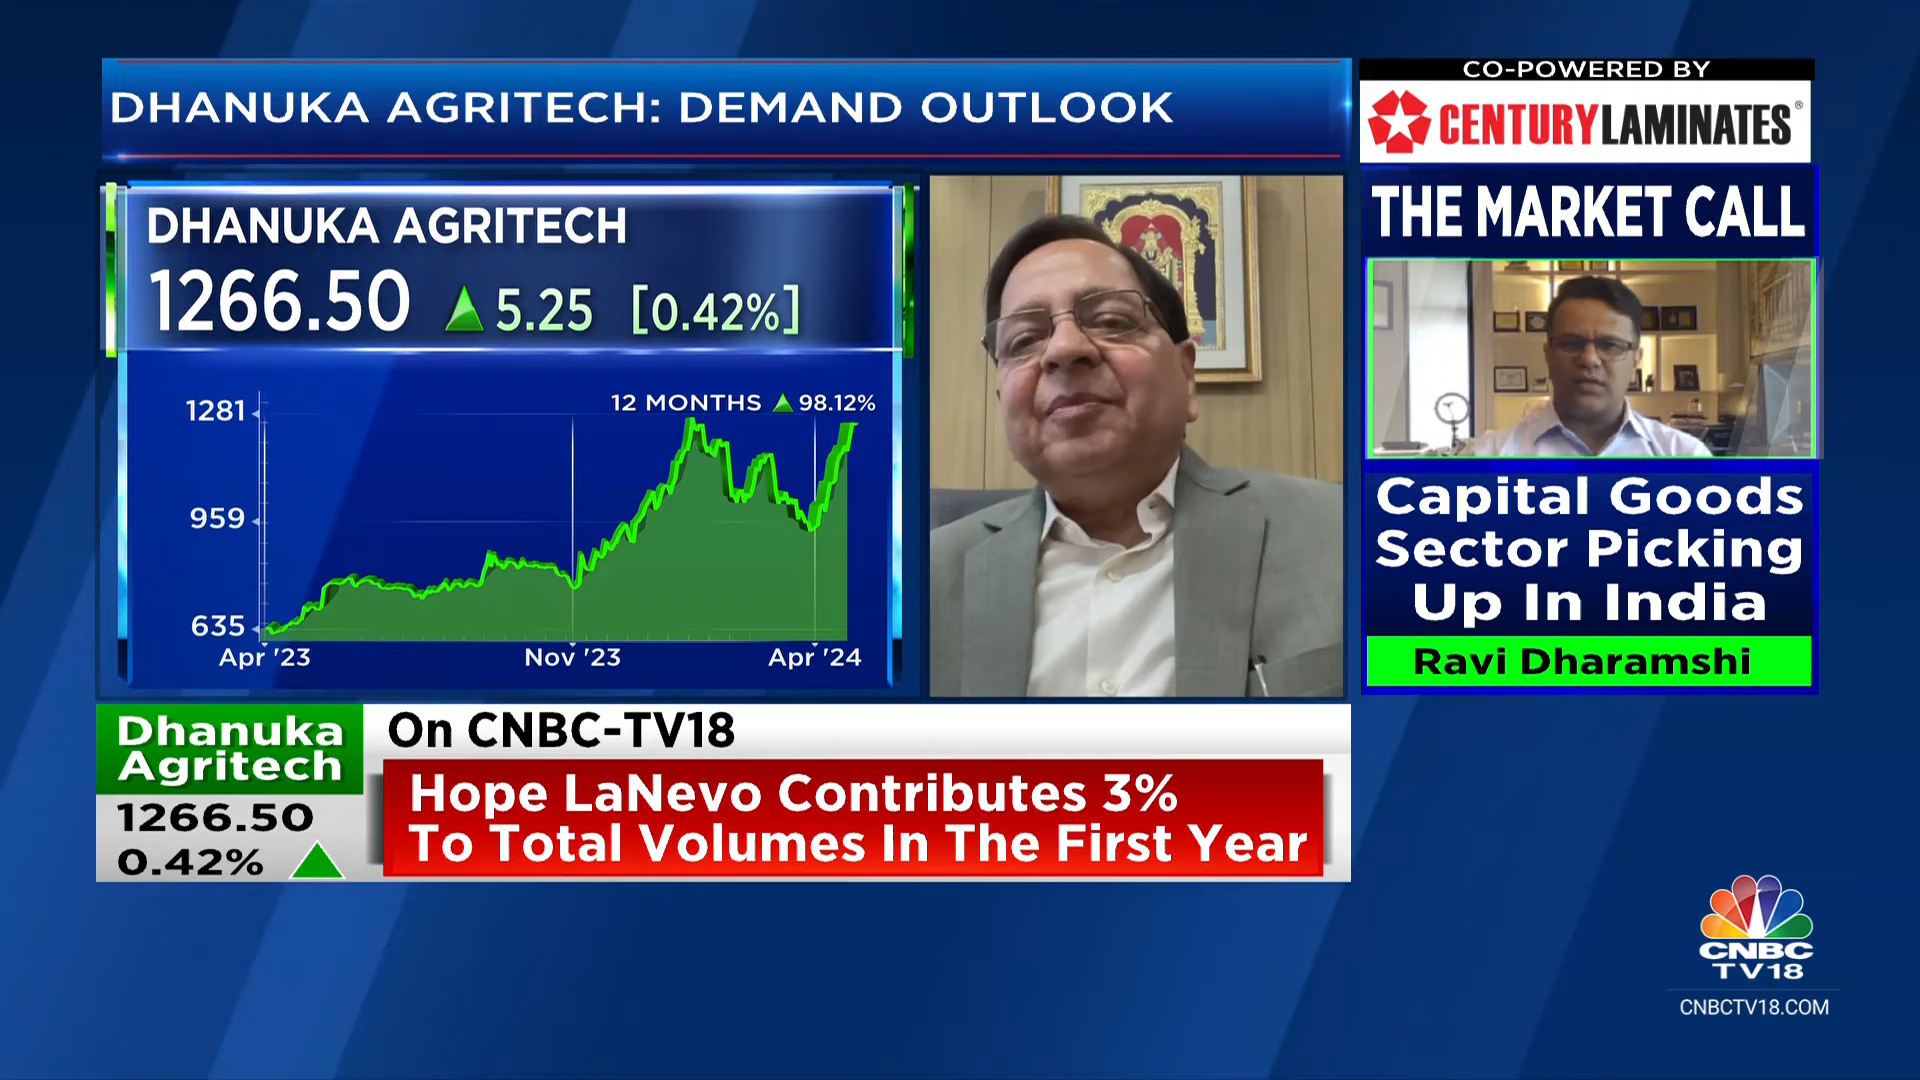 DHANUKA AGRITECH: DEMAND OUTLOOK
DHANUKA AGRITECH
1266.50 ▲ 5.25 [0.42%]
12 MONTHS ▲ 98.12%
1281
959
635
Apr '23
Nov '23
Apr '24
CO-POWERED BY
CENTURYLAMINATES®
THE MARKET CALL
Capital Goods
Sector Picking
Up In India
Ravi Dharamshi
Dhanuka
Agritech
1266.50
0.42% ▲
On CNBC-TV18
Hope LaNevo Contributes 3%
To Total Volumes In The First Year
CNBC
TV18
CNBCTV18.COM